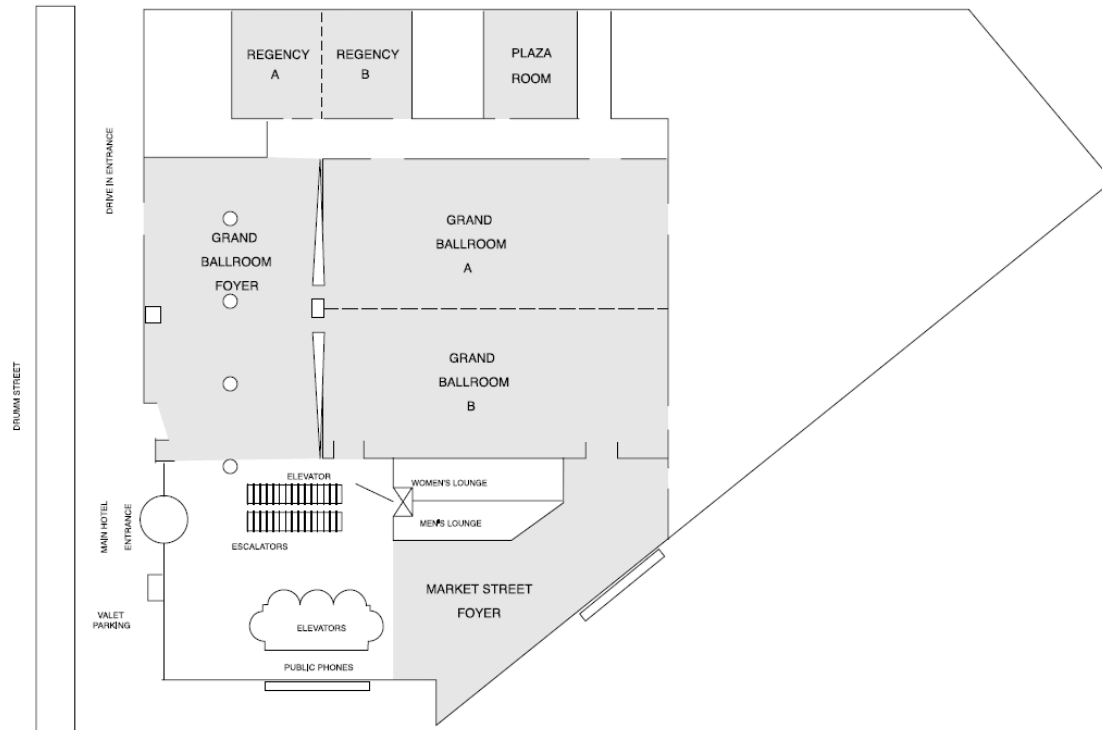 REGENCY
A
REGENCY
B
PLAZA
ROOM
DRIVE IN ENTRANCE
GRAND
BALLROOM
FOYER
GRAND
BALLROOM
A
GRAND
BALLROOM
B
DRUMM STREET
ELEVATOR
WOMEN'S LOUNGE
MEN'S LOUNGE
MAIN HOTEL
ENTRANCE
ESCALATORS
MARKET STREET
FOYER
VALET
PARKING
ELEVATORS
PUBLIC PHONES